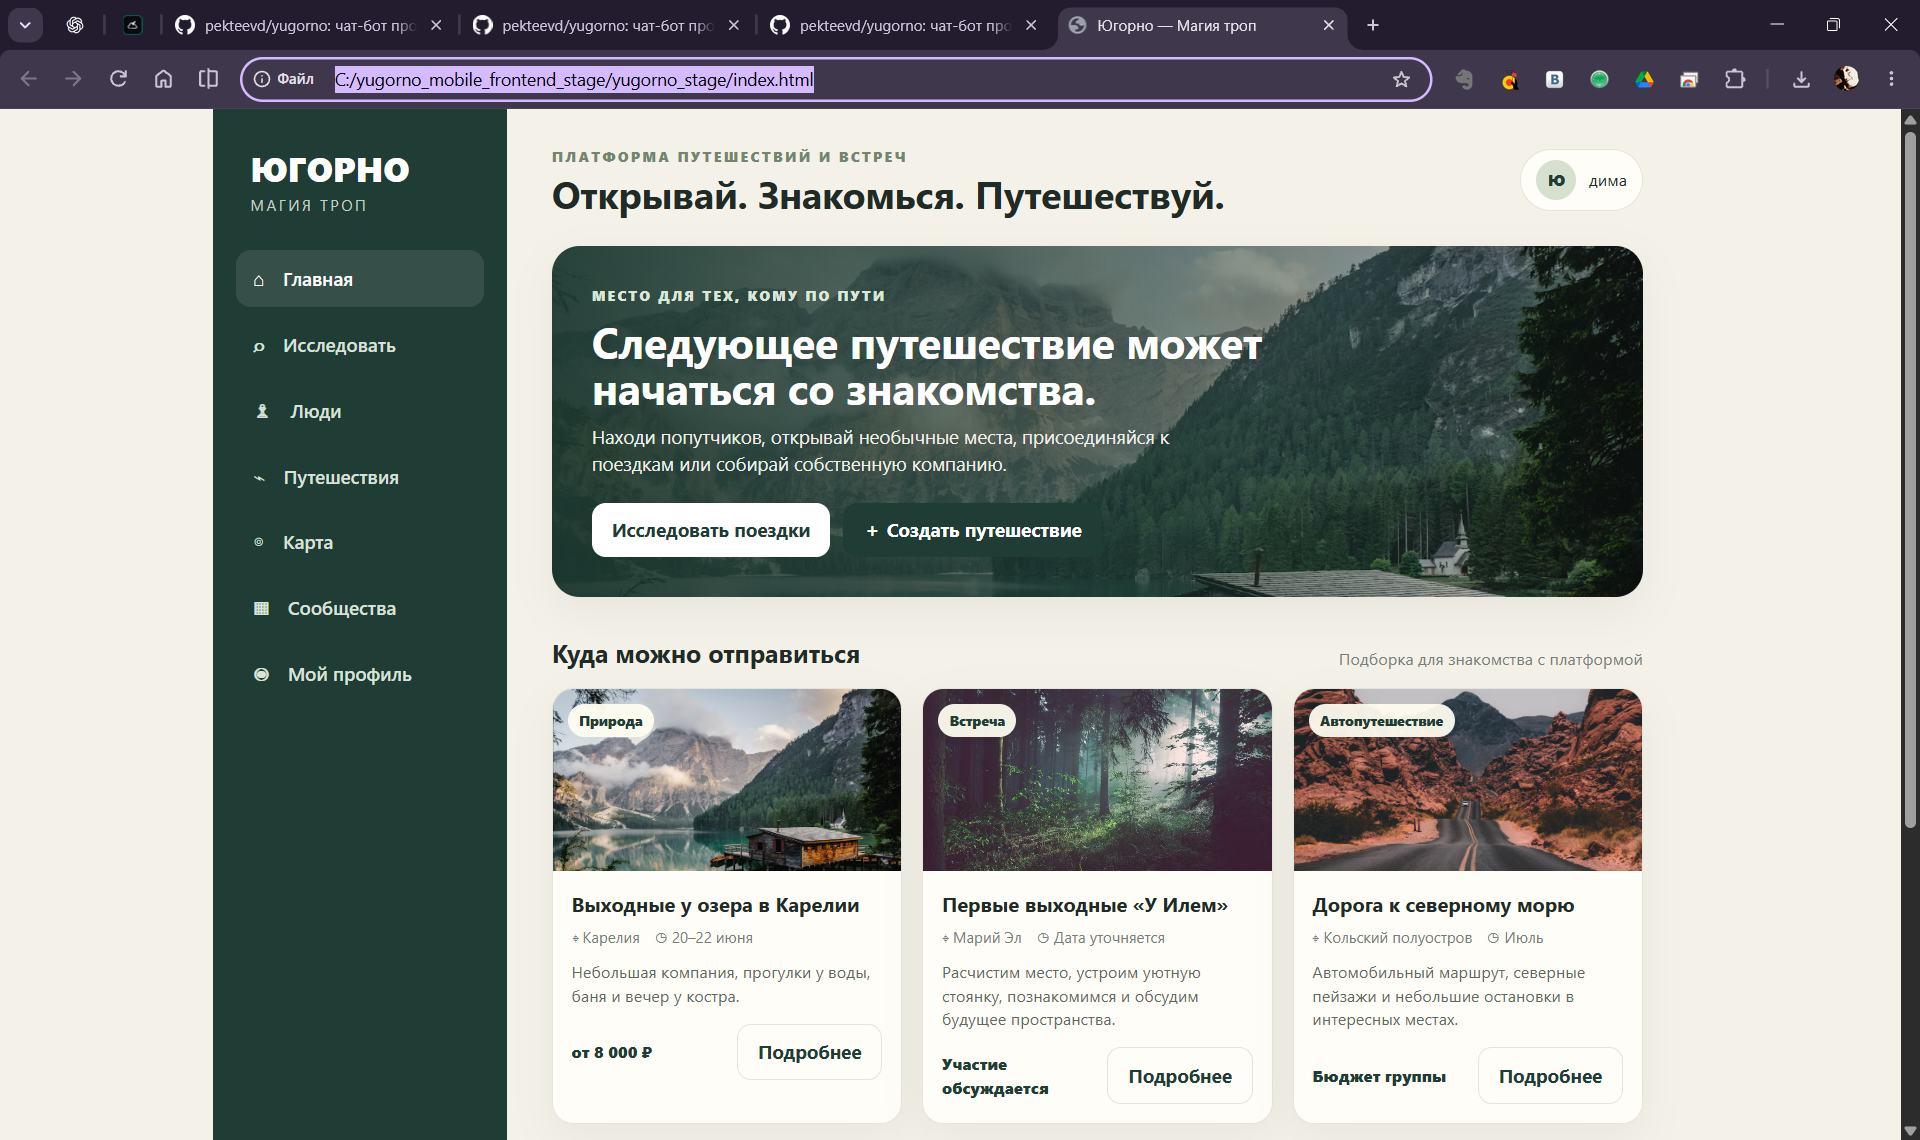 pekteevd/yugorno: чат-бот про
pekteevd/yugorno: чат-бот про
pekteevd/yugorno: чат-бот про
Югорно — Магия троп
Файл
C:/yugorno_mobile_frontend_stage/yugorno_stage/index.html
ЮГОРНО
МАГИЯ ТРОП
Главная
Исследовать
Люди
Путешествия
Карта
Сообщества
Мой профиль
ПЛАТФОРМА ПУТЕШЕСТВИЙ И ВСТРЕЧ
Открывай. Знакомься. Путешествуй.
Ю
дима
МЕСТО ДЛЯ ТЕХ, КОМУ ПО ПУТИ
Следующее путешествие может
начаться со знакомства.
Находи попутчиков, открывай необычные места, присоединяйся к
поездкам или собирай собственную компанию.
Исследовать поездки
+ Создать путешествие
Куда можно отправиться
Подборка для знакомства с платформой
Природа
Выходные у озера в Карелии
Карелия 20–22 июня
Небольшая компания, прогулки у воды,
баня и вечер у костра.
от 8 000 ₽
Подробнее
Встреча
Первые выходные «У Илем»
Марий Эл Дата уточняется
Расчистим место, устроим уютную
стоянку, познакомимся и обсудим
будущее пространства.
Участие
обсуждается
Подробнее
Автопутешествие
Дорога к северному морю
Кольский полуостров Июль
Автомобильный маршрут, северные
пейзажи и небольшие остановки в
интересных местах.
Бюджет группы
Подробнее